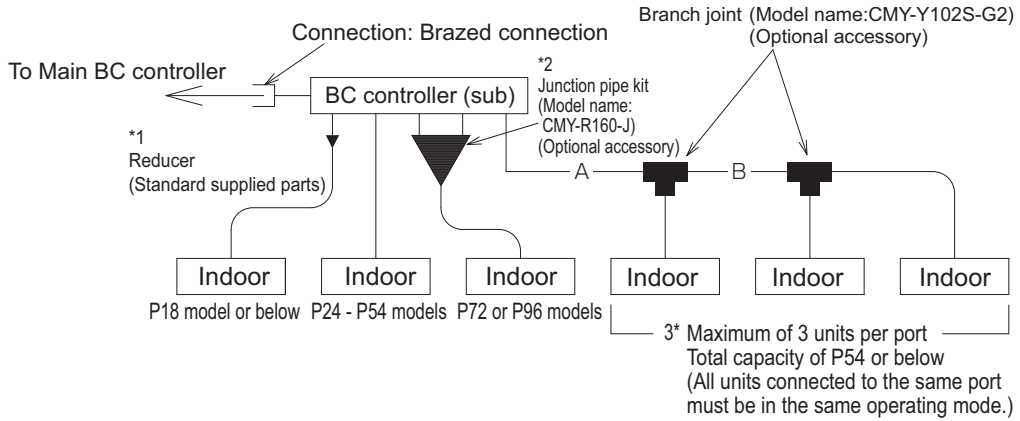 Branch joint (Model name:CMY-Y102S-G2)
(Optional accessory)
Connection: Brazed connection
To Main BC controller
BC controller (sub)
*2
Junction pipe kit
(Model name:
CMY-R160-J)
(Optional accessory)
*1
Reducer
(Standard supplied parts)
A
B
Indoor
Indoor
Indoor
Indoor
Indoor
Indoor
P18 model or below
P24 - P54 models
P72 or P96 models
3* Maximum of 3 units per port
Total capacity of P54 or below
(All units connected to the same port
must be in the same operating mode.)